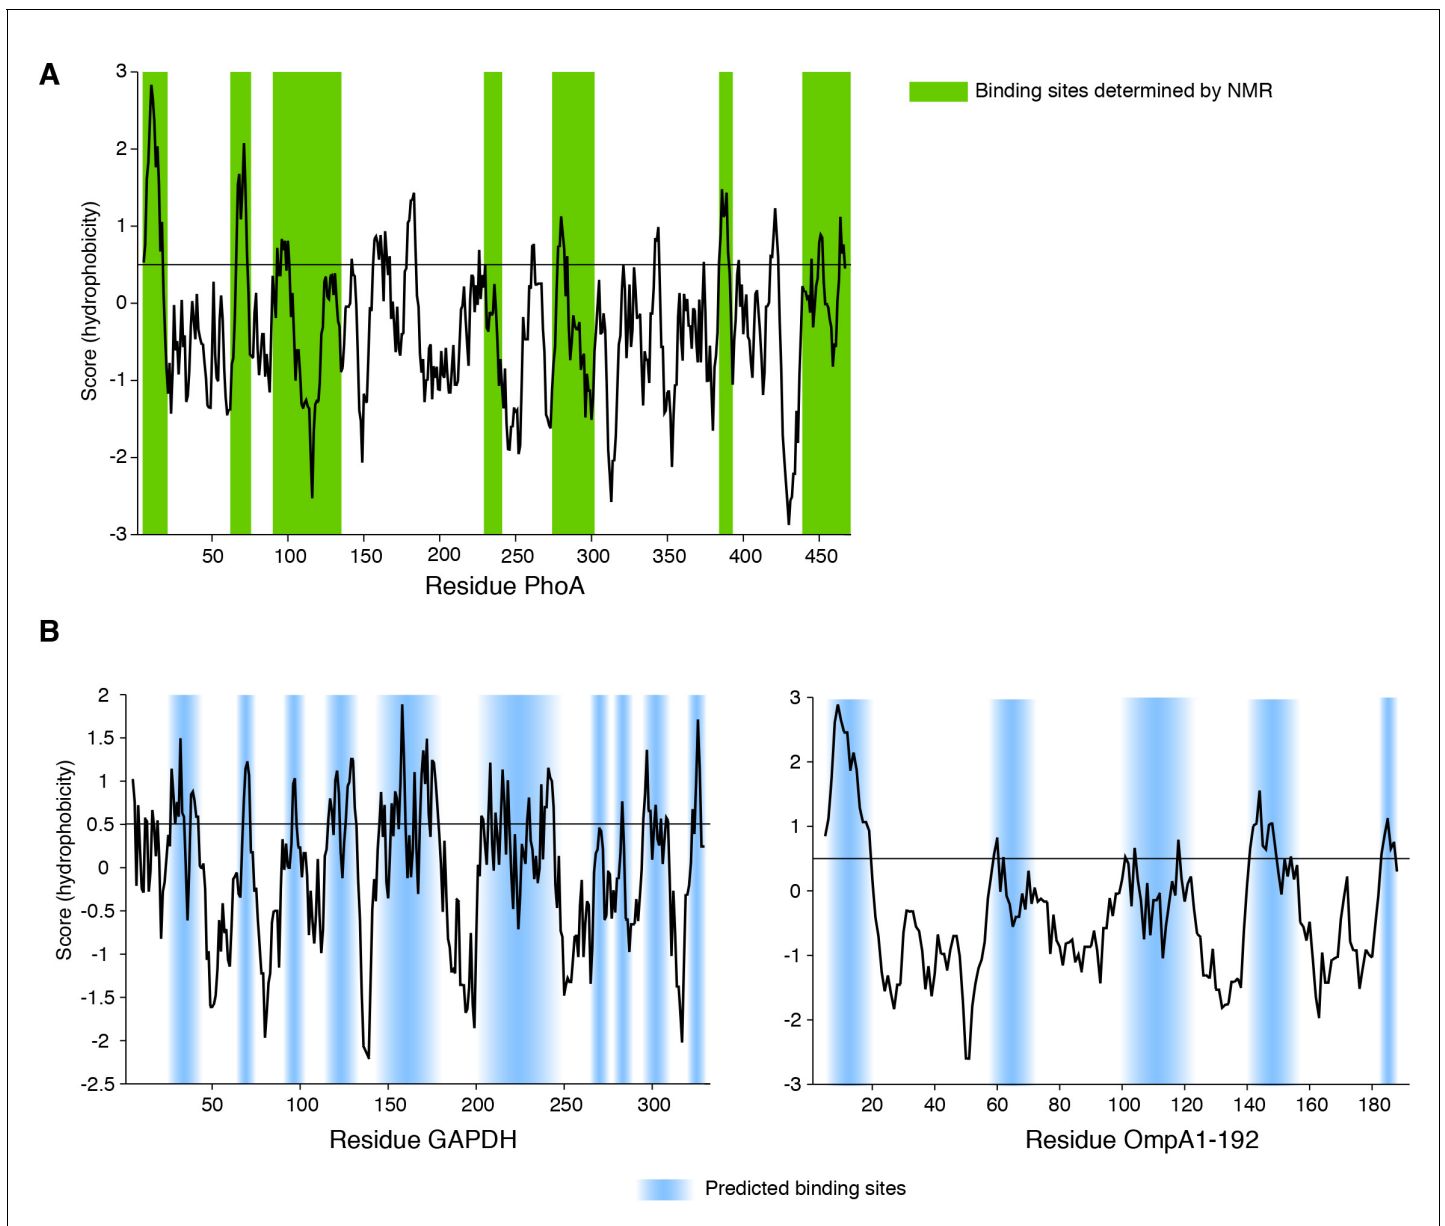 A
Binding sites determined by NMR
3
2
1
0
-1
-2
-3
Score (hydrophobicity)
50 100 150 200 250 300 350 400 450
Residue PhoA
B
2
1.5
1
0.5
0
-0.5
-1
-1.5
-2
-2.5
Score (hydrophobicity)
50 100 150 200 250 300
Residue GAPDH
3
2
1
0
-1
-2
-3
20 40 60 80 100 120 140 160 180
Residue OmpA1-192
Predicted binding sites